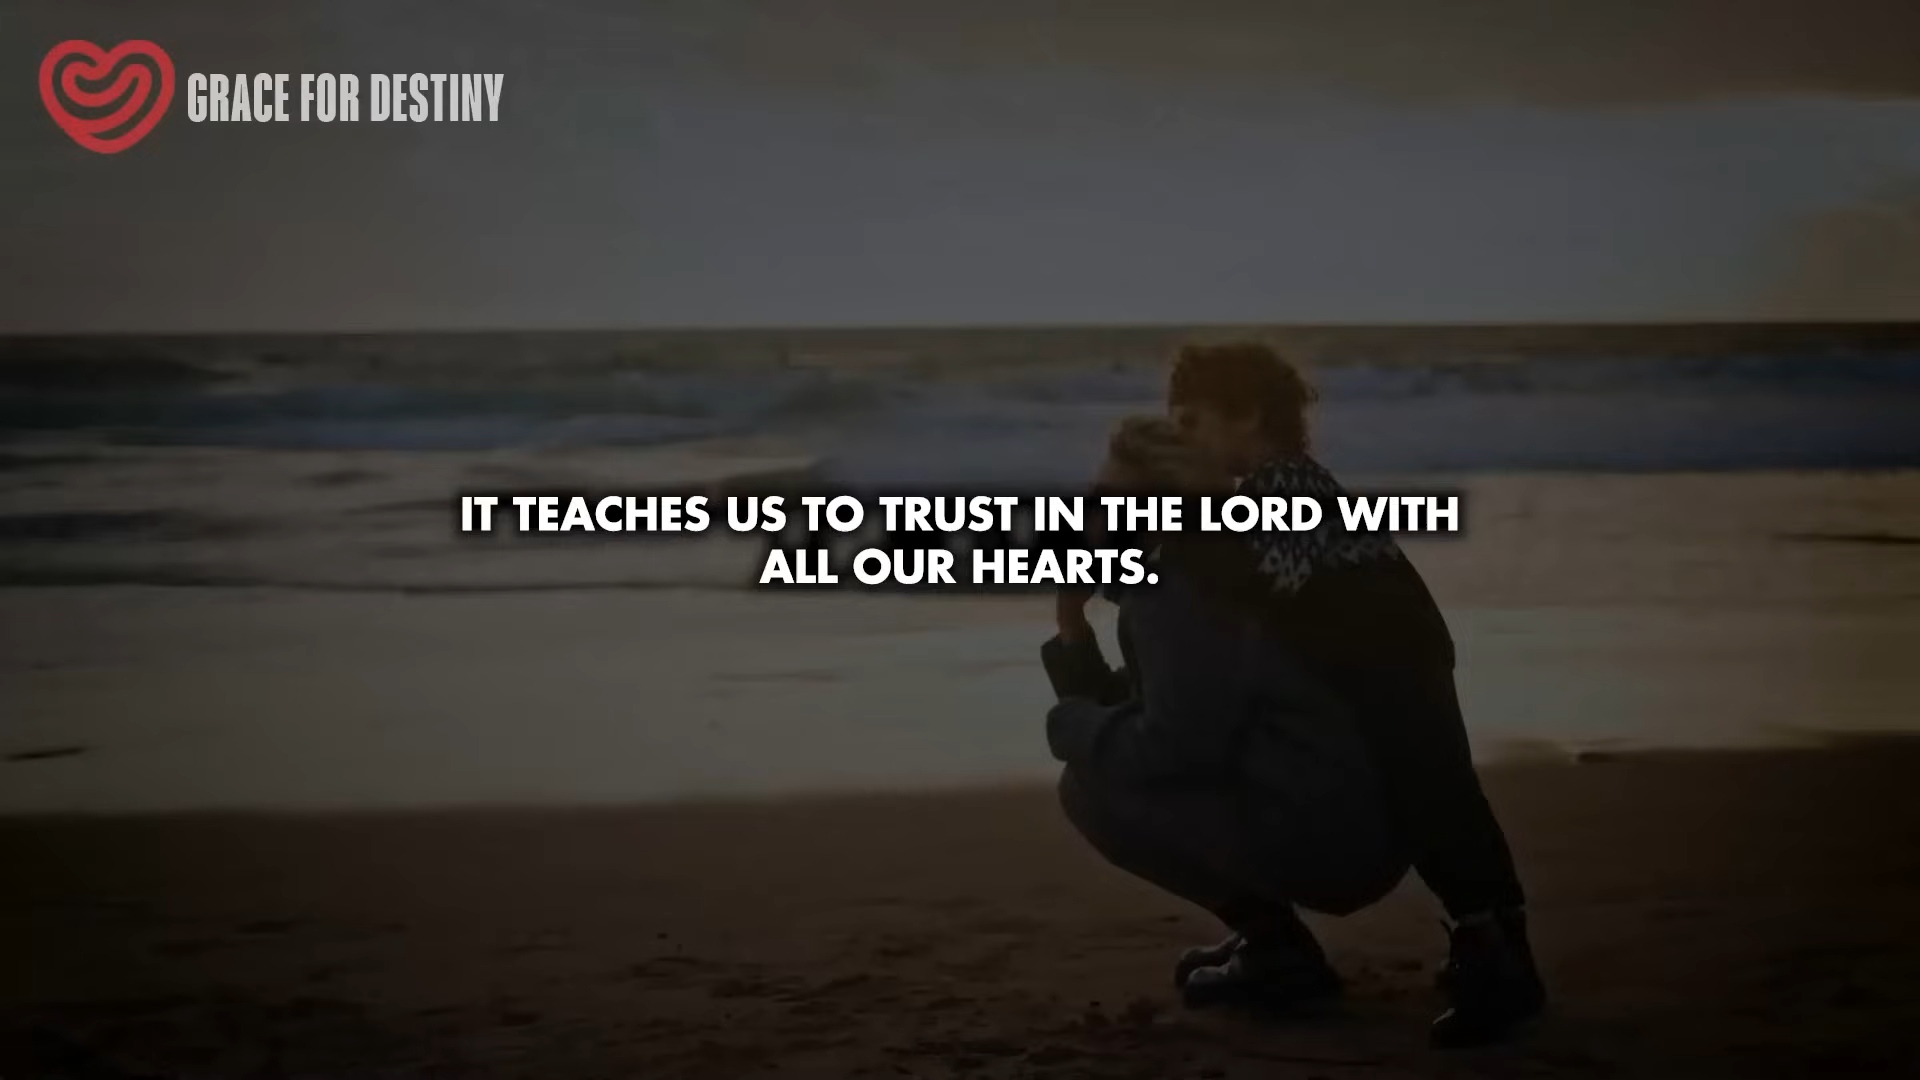 GRACE FOR DESTINY
IT TEACHES US TO TRUST IN THE LORD WITH
ALL OUR HEARTS.